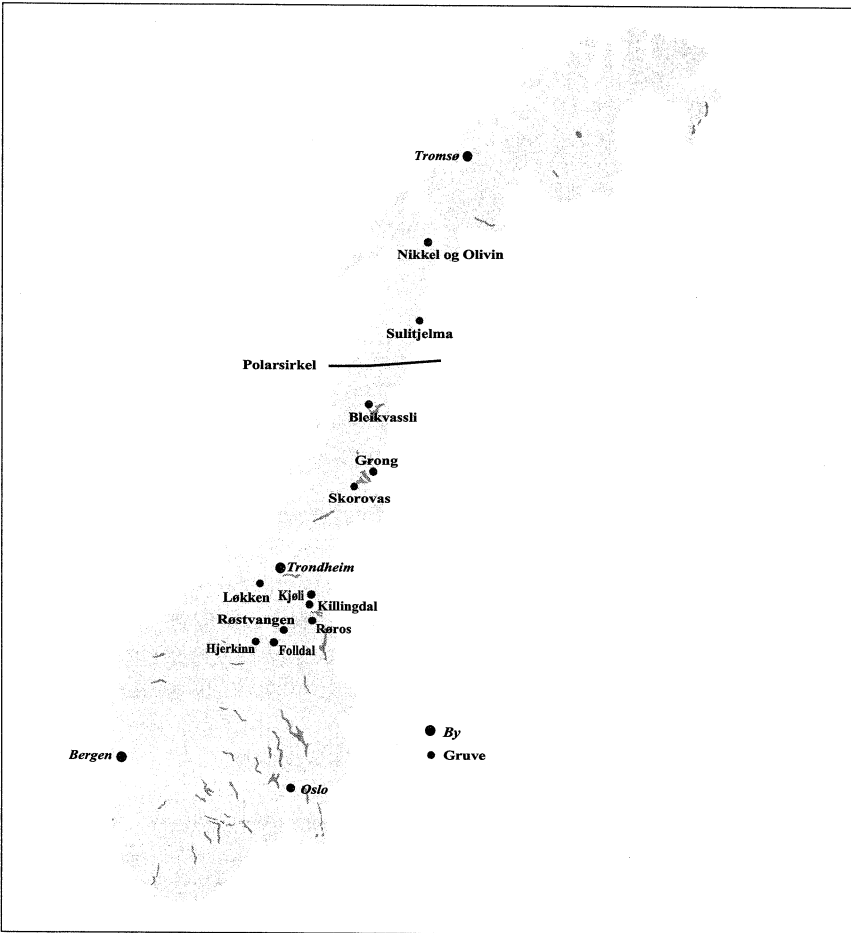 Tromsø
Nikkel og Olivin
Sulitjelma
Polarsirkel
Bleikvassli
Grong
Skorovas
Trondheim
Løkken
Kjøli
Killingdal
Røstvangen
Røros
Hjerkinn
Folldal
By
Bergen
Gruve
Oslo